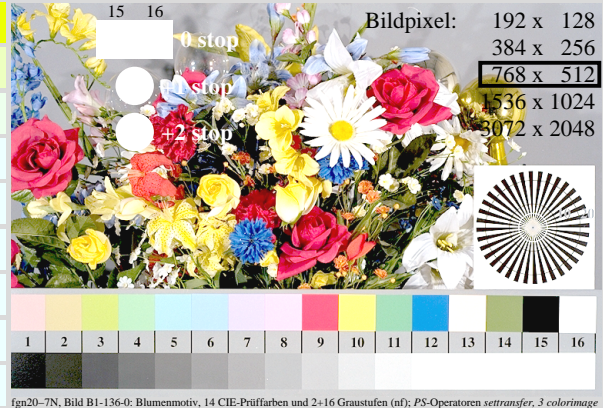 15 16
Bildpixel: 192 x 128
0 stop
384 x 256
+1 stop
768 x 512
1536 x 1024
+2 stop
3072 x 2048
1 2 3 4 5 6 7 8 9 10 11 12 13 14 15 16
fgn20–7N, Bild B1-136-0: Blumenmotiv, 14 CIE-Prüffarben und 2+16 Graustufen (nf); PS-Operatoren settransfer, 3 colorimage